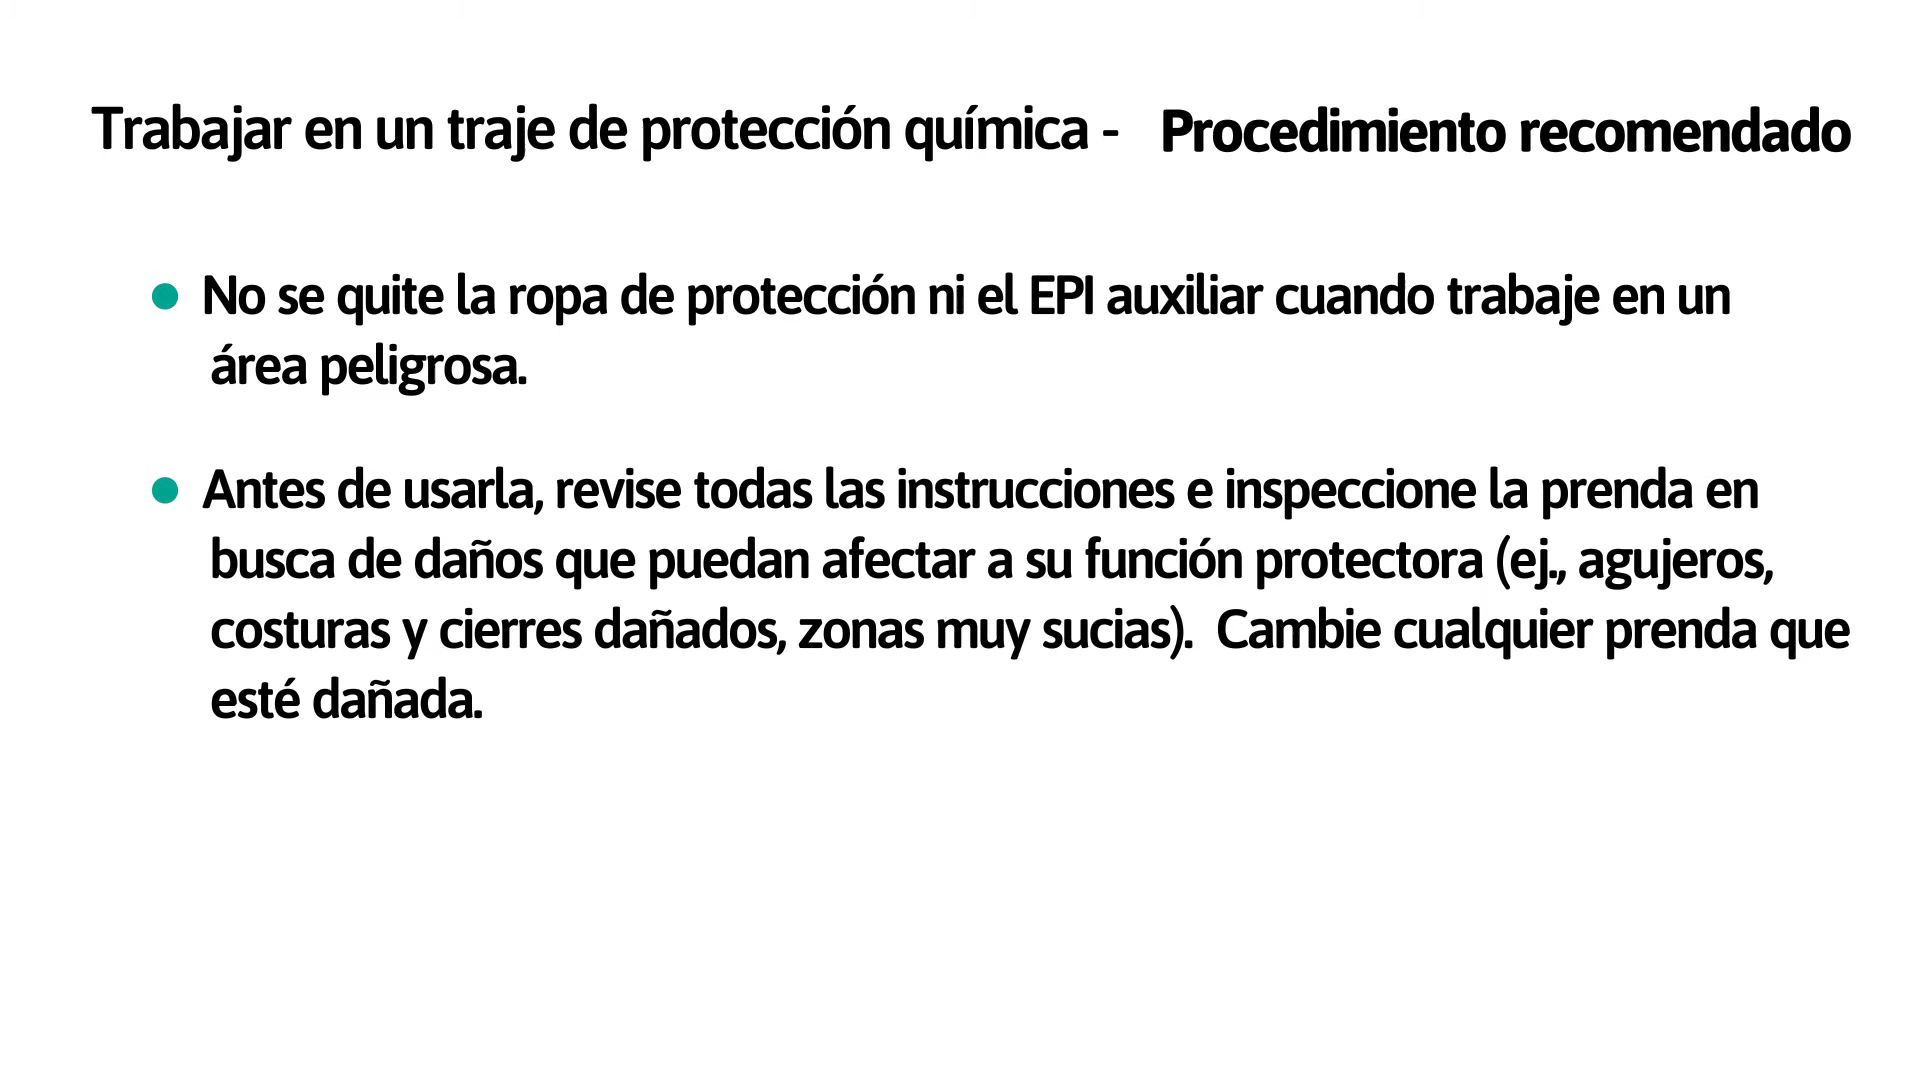 Trabajar en un traje de protección química - Procedimiento recomendado
No se quite la ropa de protección ni el EPI auxiliar cuando trabaje en un
área peligrosa.
Antes de usarla, revise todas las instrucciones e inspeccione la prenda en
busca de daños que puedan afectar a su función protectora (ej., agujeros,
costuras y cierres dañados, zonas muy sucias). Cambie cualquier prenda que
esté dañada.